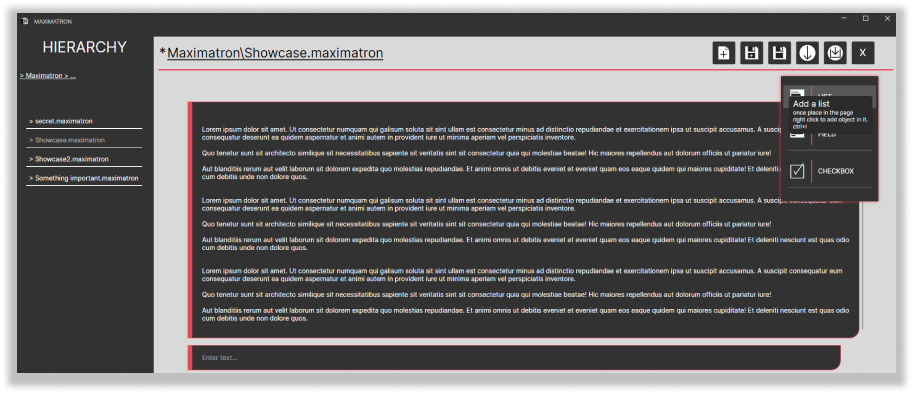 MAXIMATRON
HIERARCHY
> Maximatron > ...
> secret.maximatron
> Showcase.maximatron
> Showcase2.maximatron
> Something important.maximatron
*Maximatron\Showcase.maximatron
X
LIST
Add a list
once place in the page
right click to add object in it.
ctrl+l
FIELD
CHECKBOX
Lorem ipsum dolor sit amet. Ut consectetur numquam qui galisum soluta sit sint ullam est consectetur minus ad distinctio repudiandae et exercitationem ipsa ut suscipit accusamus. A
consequatur deserunt ea quidem aspernatur et animi autem in provident iure ut minima aperiam vel perspiciatis inventore.
Quo tenetur sunt sit architecto similique sit necessitatibus sapiente sit veritatis sint sit consectetur quia qui molestiae beatae! Hic maiores repellendus aut dolorum officiis ut pariatur iure!
Aut blanditiis rerum aut velit laborum sit dolorem expedita quo molestias repudiandae. Et animi omnis ut debitis eveniet et eveniet quam eos eaque quidem qui maiores cupiditate! Et deleniti
cum debitis unde non dolore quos.
Lorem ipsum dolor sit amet. Ut consectetur numquam qui galisum soluta sit sint ullam est consectetur minus ad distinctio repudiandae et exercitationem ipsa ut suscipit accusamus. A suscipit consequatur eum
consequatur deserunt ea quidem aspernatur et animi autem in provident iure ut minima aperiam vel perspiciatis inventore.
Quo tenetur sunt sit architecto similique sit necessitatibus sapiente sit veritatis sint sit consectetur quia qui molestiae beatae! Hic maiores repellendus aut dolorum officiis ut pariatur iure!
Aut blanditiis rerum aut velit laborum sit dolorem expedita quo molestias repudiandae. Et animi omnis ut debitis eveniet et eveniet quam eos eaque quidem qui maiores cupiditate! Et deleniti nesciunt est quas odio
cum debitis unde non dolore quos.
Lorem ipsum dolor sit amet. Ut consectetur numquam qui galisum soluta sit sint ullam est consectetur minus ad distinctio repudiandae et exercitationem ipsa ut suscipit accusamus. A suscipit consequatur eum
consequatur deserunt ea quidem aspernatur et animi autem in provident iure ut minima aperiam vel perspiciatis inventore.
Quo tenetur sunt sit architecto similique sit necessitatibus sapiente sit veritatis sint sit consectetur quia qui molestiae beatae! Hic maiores repellendus aut dolorum officiis ut pariatur iure!
Aut blanditiis rerum aut velit laborum sit dolorem expedita quo molestias repudiandae. Et animi omnis ut debitis eveniet et eveniet quam eos eaque quidem qui maiores cupiditate! Et deleniti nesciunt est quas odio
cum debitis unde non dolore quos.
Enter text...